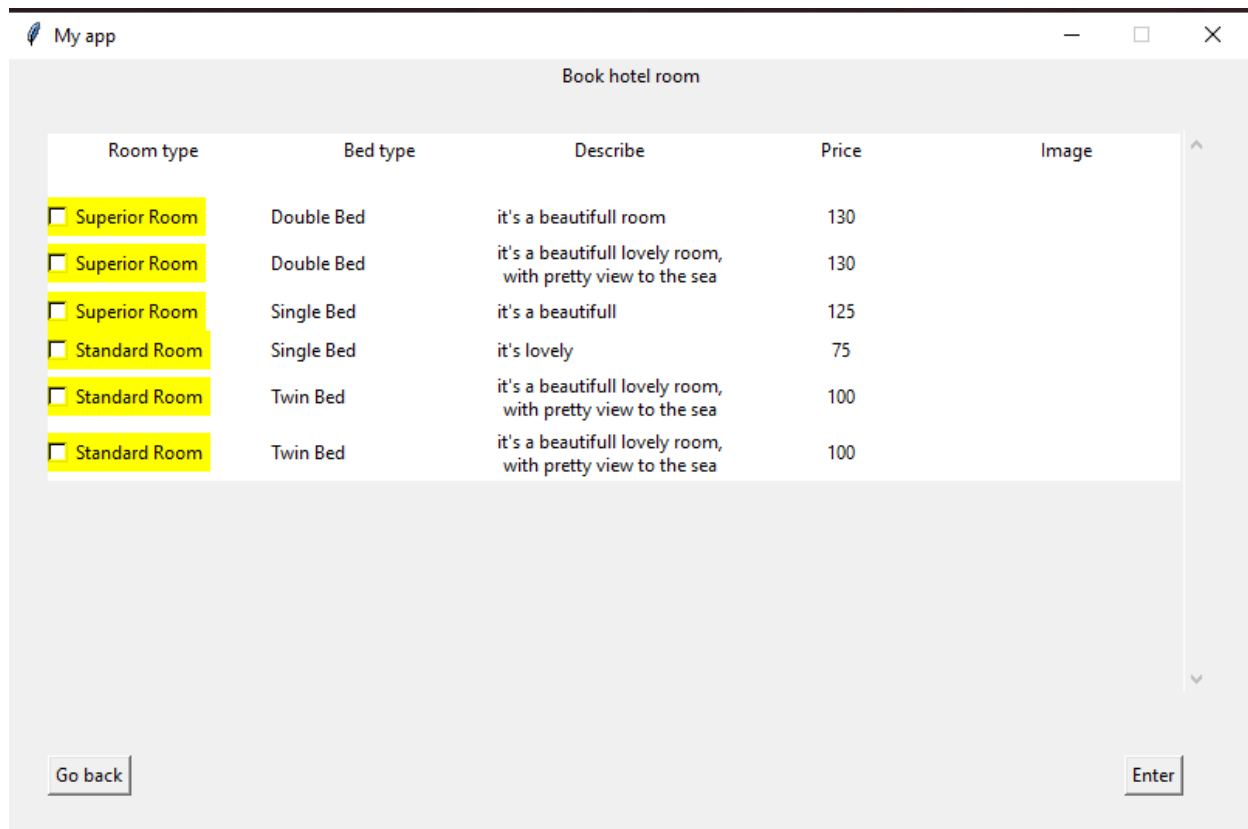 My app
Book hotel room
Room type Bed type Describe Price Image
Superior Room Double Bed it's a beautifull room 130
Superior Room Double Bed it's a beautifull lovely room, 130
with pretty view to the sea
Superior Room Single Bed it's a beautifull 125
Standard Room Single Bed it's lovely 75
Standard Room Twin Bed it's a beautifull lovely room, 100
with pretty view to the sea
Standard Room Twin Bed it's a beautifull lovely room, 100
with pretty view to the sea
Go back Enter